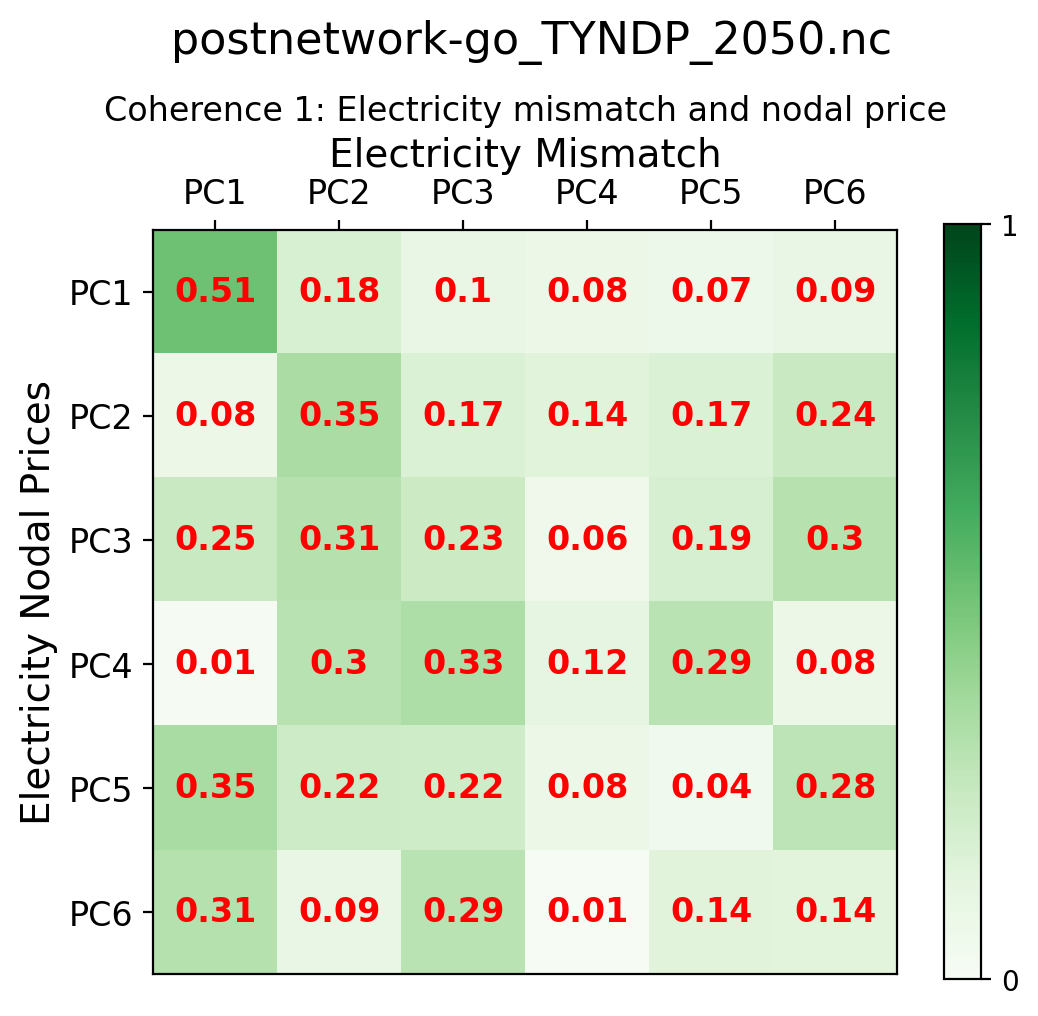 postnetwork-go_TYNDP_2050.nc
Coherence 1: Electricity mismatch and nodal price
Electricity Mismatch
PC1 PC2 PC3 PC4 PC5 PC6
Electricity Nodal Prices
PC1 0.51 0.18 0.1 0.08 0.07 0.09
PC2 0.08 0.35 0.17 0.14 0.17 0.24
PC3 0.25 0.31 0.23 0.06 0.19 0.3
PC4 0.01 0.3 0.33 0.12 0.29 0.08
PC5 0.35 0.22 0.22 0.08 0.04 0.28
PC6 0.31 0.09 0.29 0.01 0.14 0.14
1
0